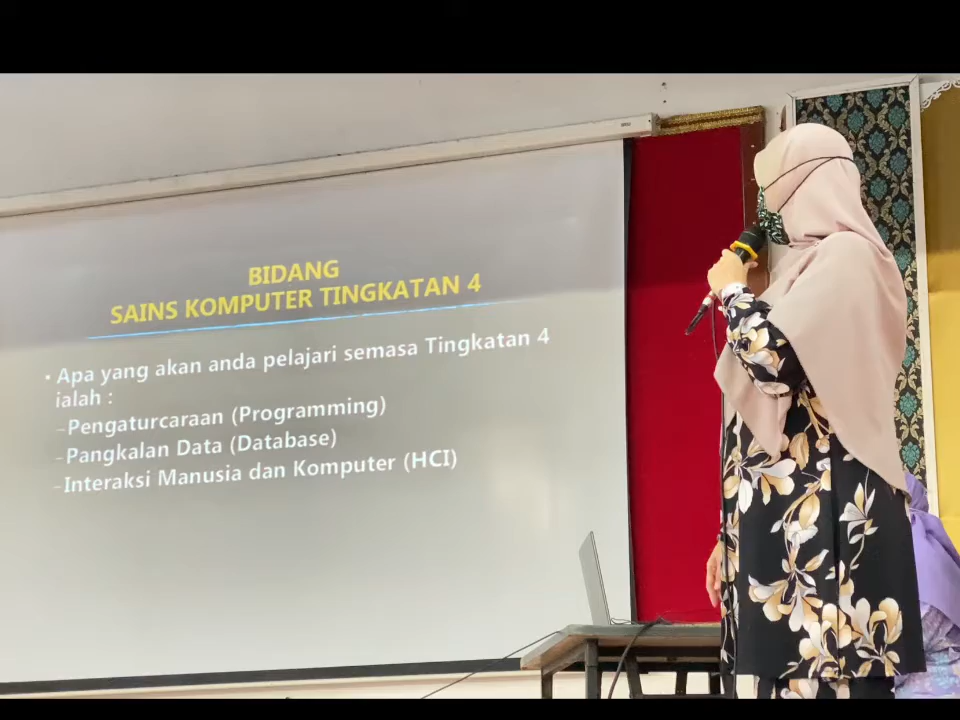 BIDANG
SAINS KOMPUTER TINGKATAN 4
• Apa yang akan anda pelajari semasa Tingkatan 4
ialah :
–Pengaturcaraan (Programming)
–Pangkalan Data (Database)
–Interaksi Manusia dan Komputer (HCI)